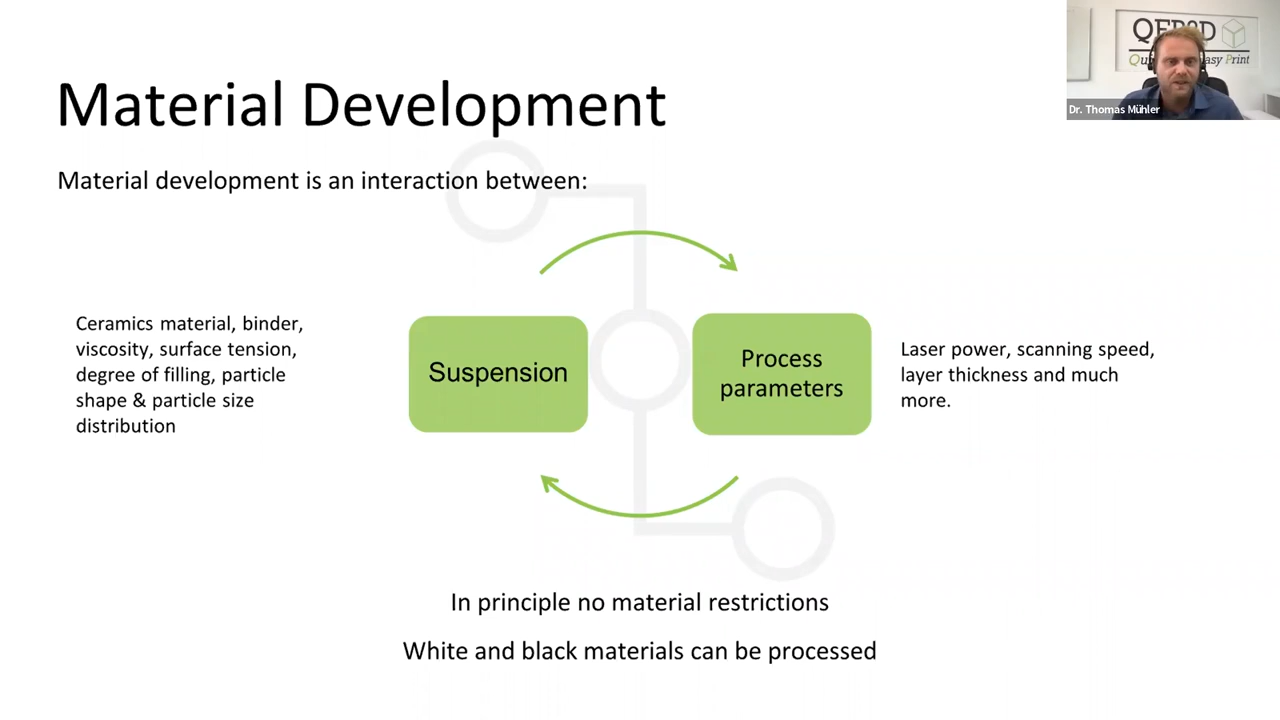 Material Development
Material development is an interaction between:
Ceramics material, binder,
viscosity, surface tension,
degree of filling, particle
shape & particle size
distribution
Suspension
Process
parameters
Laser power, scanning speed,
layer thickness and much
more.
In principle no material restrictions
White and black materials can be processed
Print
Dr. Thomas Mühler